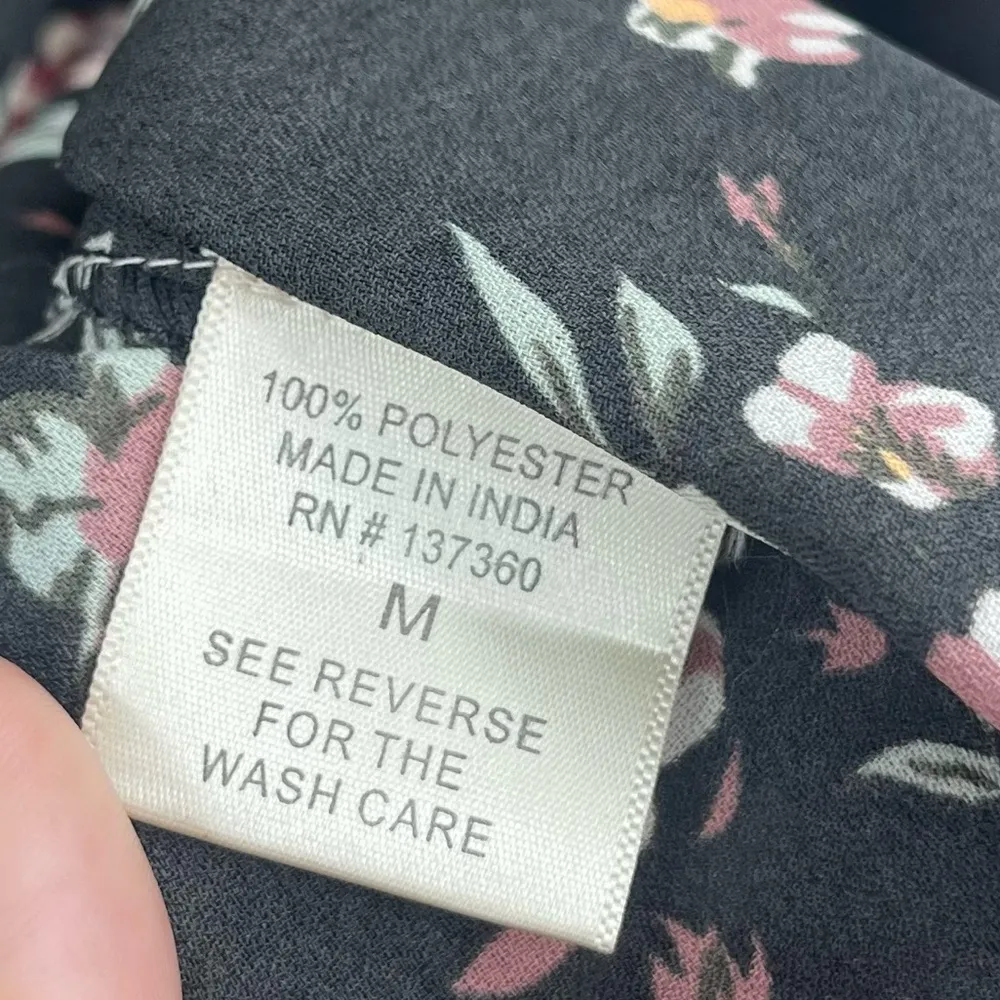 100% POLYESTER
MADE IN INDIA
RN # 137360
M
SEE REVERSE
FOR THE
WASH CARE